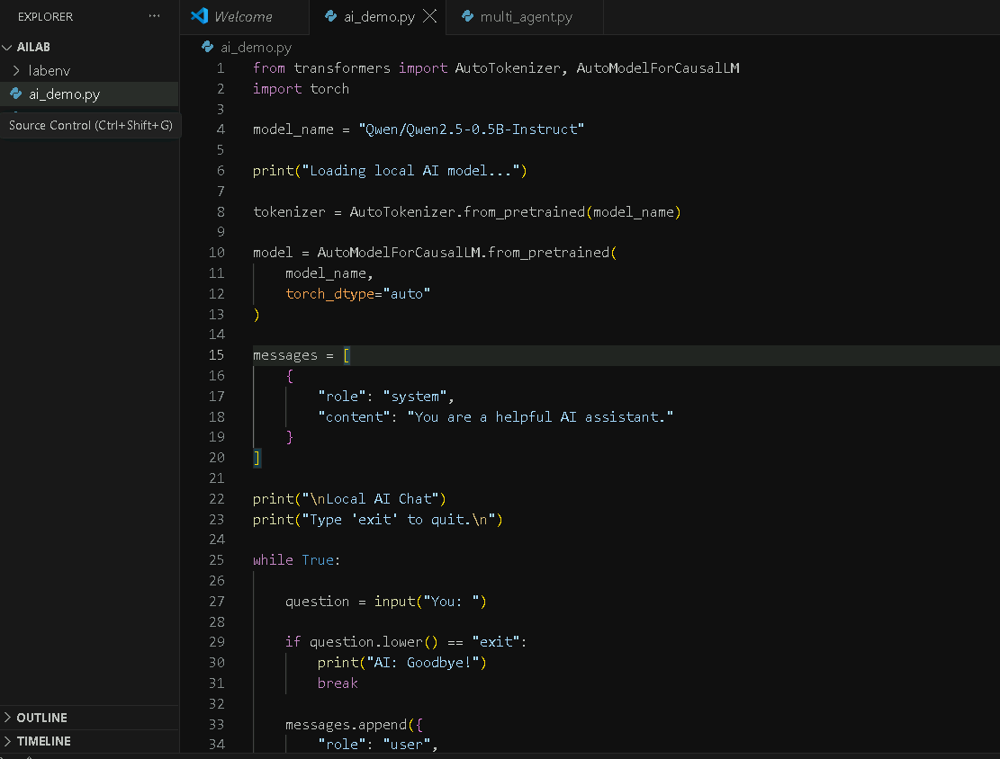 EXPLORER ...
AILAB
labenv
ai_demo.py
Source Control (Ctrl+Shift+G)
OUTLINE
TIMELINE
Welcome ai_demo.py multi_agent.py
ai_demo.py
1 from transformers import AutoTokenizer, AutoModelForCausalLM
2 import torch
3
4 model_name = "Qwen/Qwen2.5-0.5B-Instruct"
5
6 print("Loading local AI model...")
7
8 tokenizer = AutoTokenizer.from_pretrained(model_name)
9
10 model = AutoModelForCausalLM.from_pretrained(
11     model_name,
12     torch_dtype="auto"
13 )
14
15 messages = [
16     {
17         "role": "system",
18         "content": "You are a helpful AI assistant."
19     }
20 ]
21
22 print("\nLocal AI Chat")
23 print("Type 'exit' to quit.\n")
24
25 while True:
26
27     question = input("You: ")
28
29     if question.lower() == "exit":
30         print("AI: Goodbye!")
31         break
32
33     messages.append({
34         "role": "user",